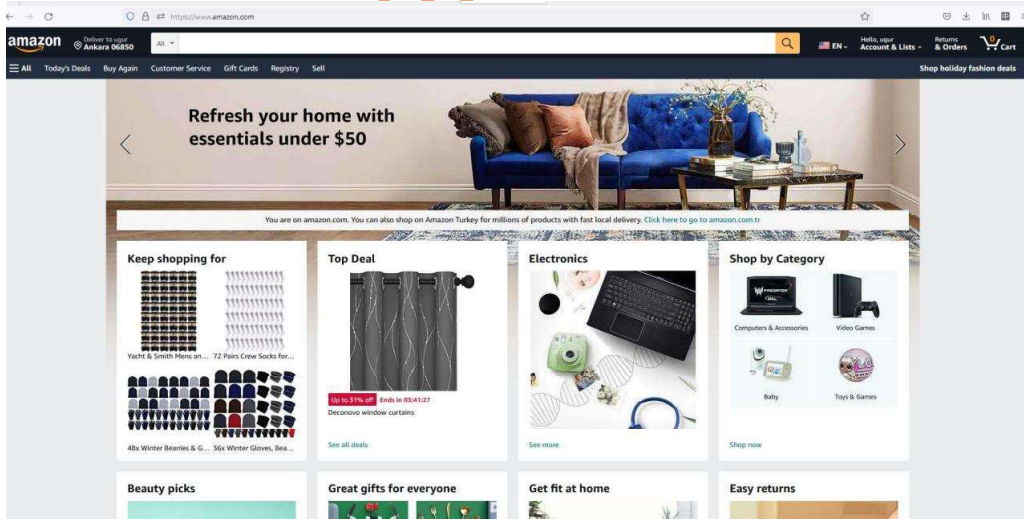 https://www.amazon.com
amazon
Deliver to ugur
Ankara 06850
All
EN
Hello, ugur
Account & Lists
Returns
& Orders
0
Cart
All
Today's Deals
Buy Again
Customer Service
Gift Cards
Registry
Sell
Shop holiday fashion deals
Refresh your home with
essentials under $50
You are on amazon.com. You can also shop on Amazon Turkey for millions of products with fast local delivery. Click here to go to amazon.com.tr
Keep shopping for
Yacht & Smith Mens an...
72 Pairs Crew Socks for...
48x Winter Beanies & G...
36x Winter Gloves, Bea...
Top Deal
Up to 31% off
Ends in 03:41:27
Deconovo window curtains
See all deals
Electronics
See more
Shop by Category
PREDATOR
Computers & Accessories
Video Games
Baby
Toys & Games
Shop now
Beauty picks
Great gifts for everyone
Get fit at home
Easy returns